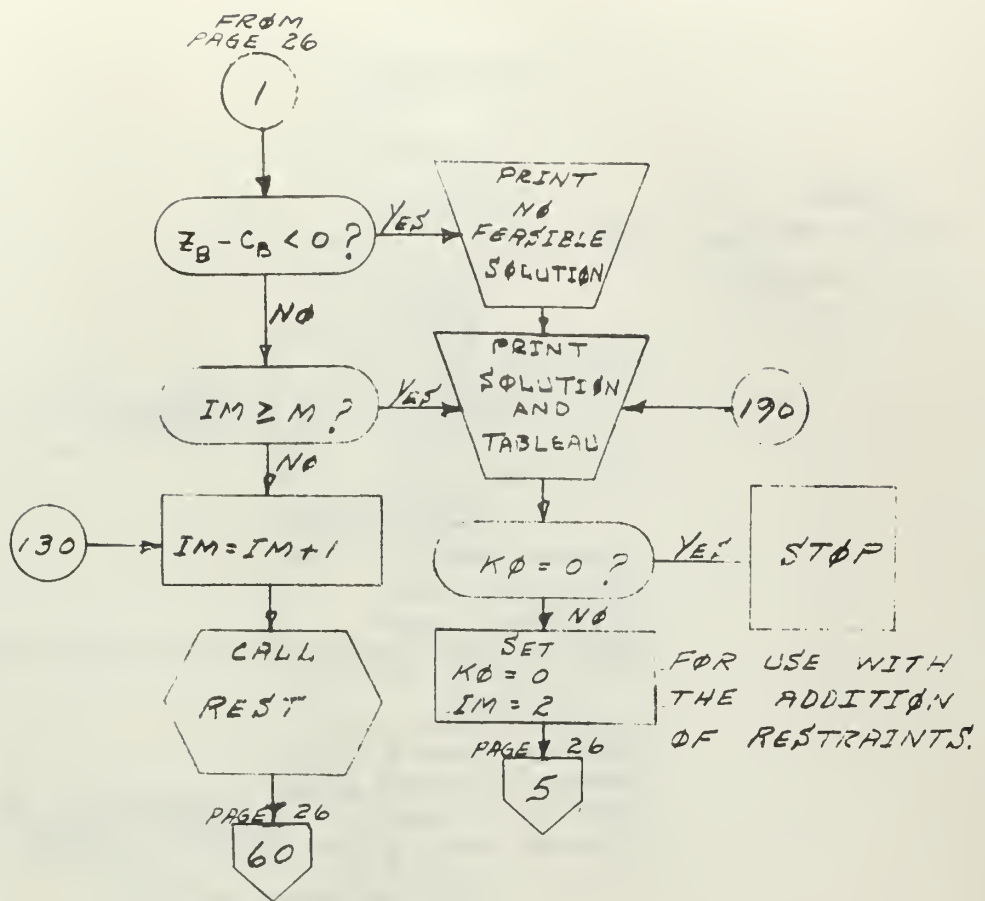 FRØM
PAGE 26
1
Z_B - C_B < 0 ?
YES
PRINT
NØ
FEASIBLE
SØLUTIØN
NØ
IM ≥ M ?
YES
PRINT
SØLUTIØN
AND
TABLEAU
190
NØ
130
IM = IM + 1
KØ = 0 ?
YES
STØP
NØ
CALL
REST
SET
KØ = 0
IM = 2
FØR USE WITH
THE ADDITIØN
ØF RESTRAINTS.
PAGE 26
5
PAGE 26
60